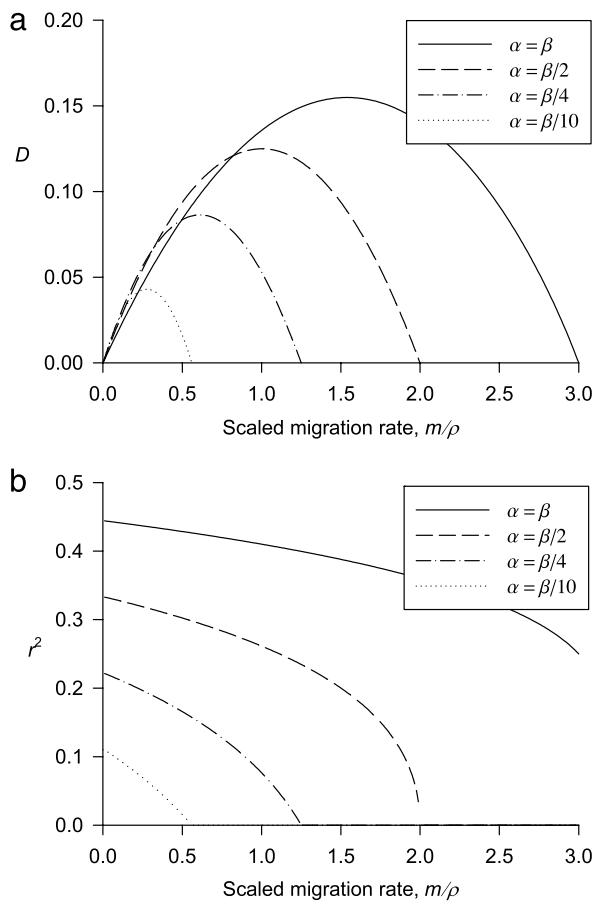 a
0.20
0.15
0.10
0.05
0.00
D
α = β
α = β/2
α = β/4
α = β/10
0.0 0.5 1.0 1.5 2.0 2.5 3.0
Scaled migration rate, m/ρ
b
0.5
0.4
0.3
0.2
0.1
0.0
r²
α = β
α = β/2
α = β/4
α = β/10
0.0 0.5 1.0 1.5 2.0 2.5 3.0
Scaled migration rate, m/ρ